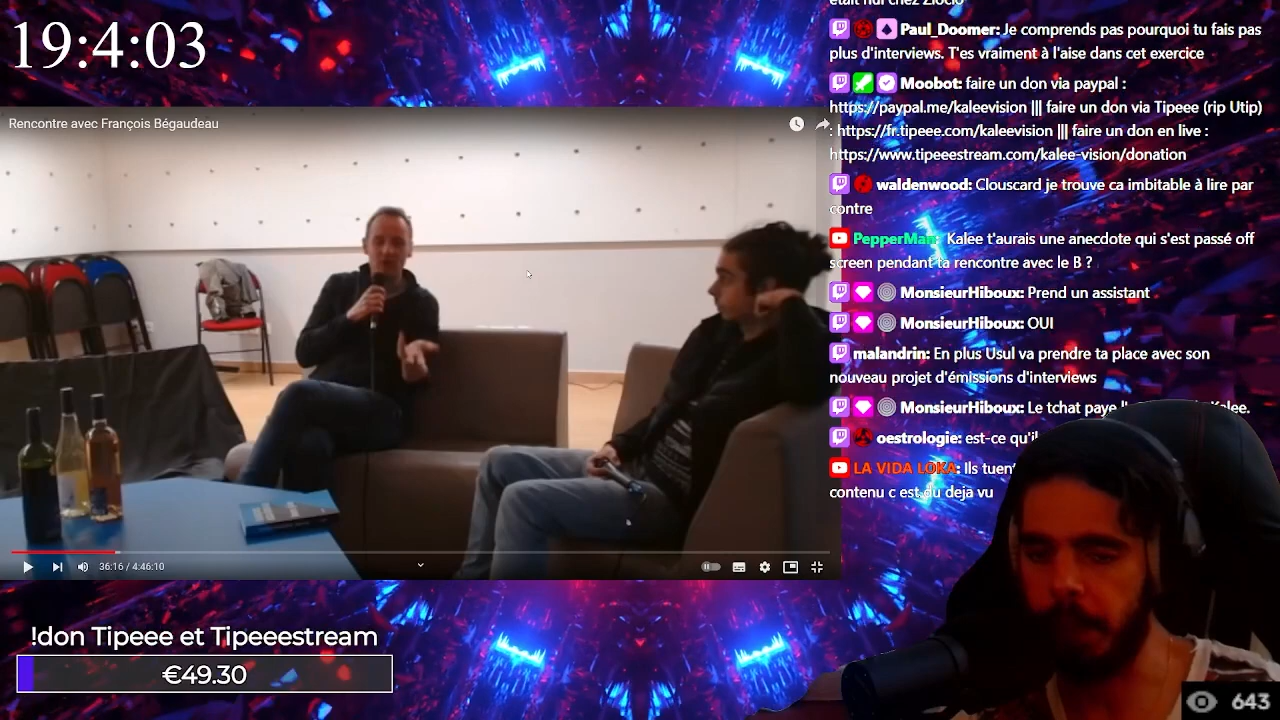 19:4:03
Rencontre avec François Bégaudeau
36:16 / 4:46:10
!don Tipeee et Tipeeestream
€49.30
était nul chez Zlocio
Paul_Doomer: Je comprends pas pourquoi tu fais pas
plus d'interviews. T'es vraiment à l'aise dans cet exercice
Moobot: faire un don via paypal :
https://paypal.me/kaleevision ||| faire un don via Tipeee (rip Utip)
: https://fr.tipeee.com/kaleevision ||| faire un don en live :
https://www.tipeeestream.com/kalee-vision/donation
waldenwood: Clouscard je trouve ca imbitable à lire par
contre
PepperMan: Kalee t'aurais une anecdote qui s'est passé off
screen pendant ta rencontre avec le B ?
MonsieurHiboux: Prend un assistant
MonsieurHiboux: OUI
malandrin: En plus Usul va prendre ta place avec son
nouveau projet d'émissions d'interviews
MonsieurHiboux: Le tchat paye Kalee.
oestrologie: est-ce qu'il
LA VIDA LOKA: Ils tuent
contenu c est du deja vu
643